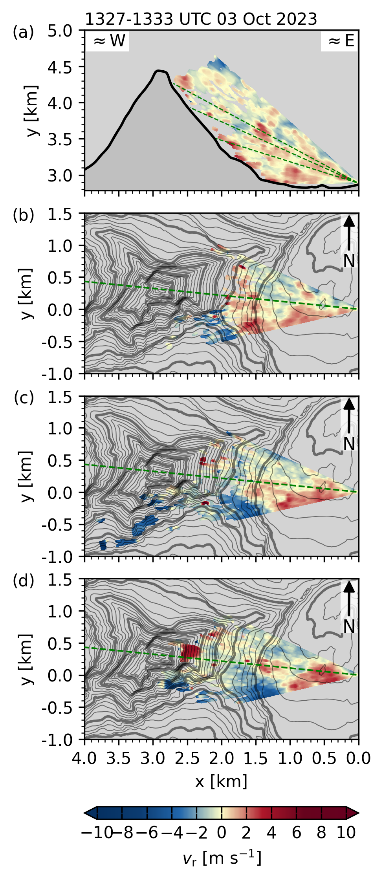 1327-1333 UTC 03 Oct 2023
(a)
≈ W
≈ E
5.0
4.5
4.0
3.5
3.0
y [km]
(b)
1.5
1.0
0.5
0.0
-0.5
-1.0
y [km]
N
(c)
1.5
1.0
0.5
0.0
-0.5
-1.0
y [km]
N
(d)
1.5
1.0
0.5
0.0
-0.5
-1.0
y [km]
N
4.0 3.5 3.0 2.5 2.0 1.5 1.0 0.5 0.0
x [km]
−10 −8 −6 −4 −2 0 2 4 6 8 10
vr [m s⁻¹]